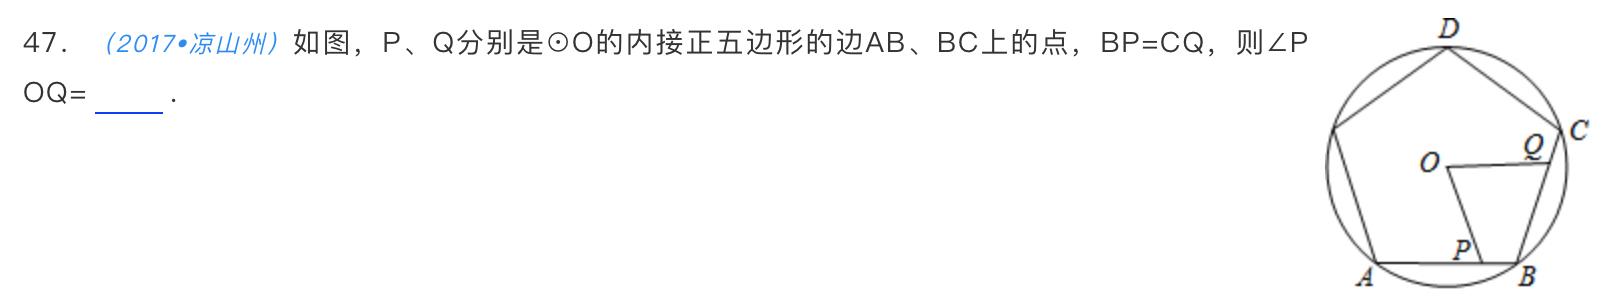 47. （2017•凉山州）如图，P、Q分别是⊙O的内接正五边形的边AB、BC上的点，BP=CQ，则∠P
OQ= ____ .
D
C
Q
O
P
A
B